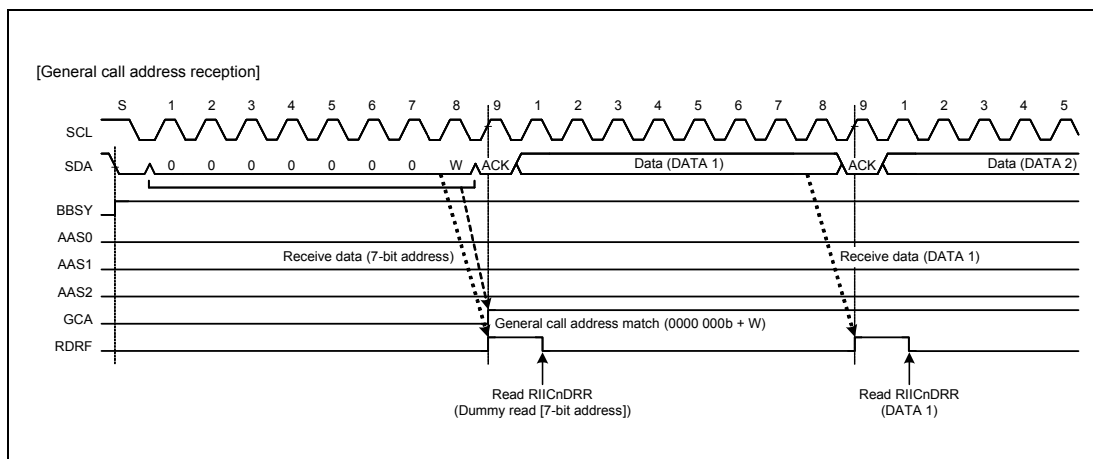 [General call address reception]
S 1 2 3 4 5 6 7 8 9 1 2 3 4 5 6 7 8 9 1 2 3 4 5
SCL
SDA 0 0 0 0 0 0 0 W ACK Data (DATA 1) ACK Data (DATA 2)
BBSY
AAS0
Receive data (7-bit address) Receive data (DATA 1)
AAS1
AAS2
GCA
General call address match (0000 000b + W)
RDRF
Read RIICnDRR Read RIICnDRR
(Dummy read [7-bit address]) (DATA 1)